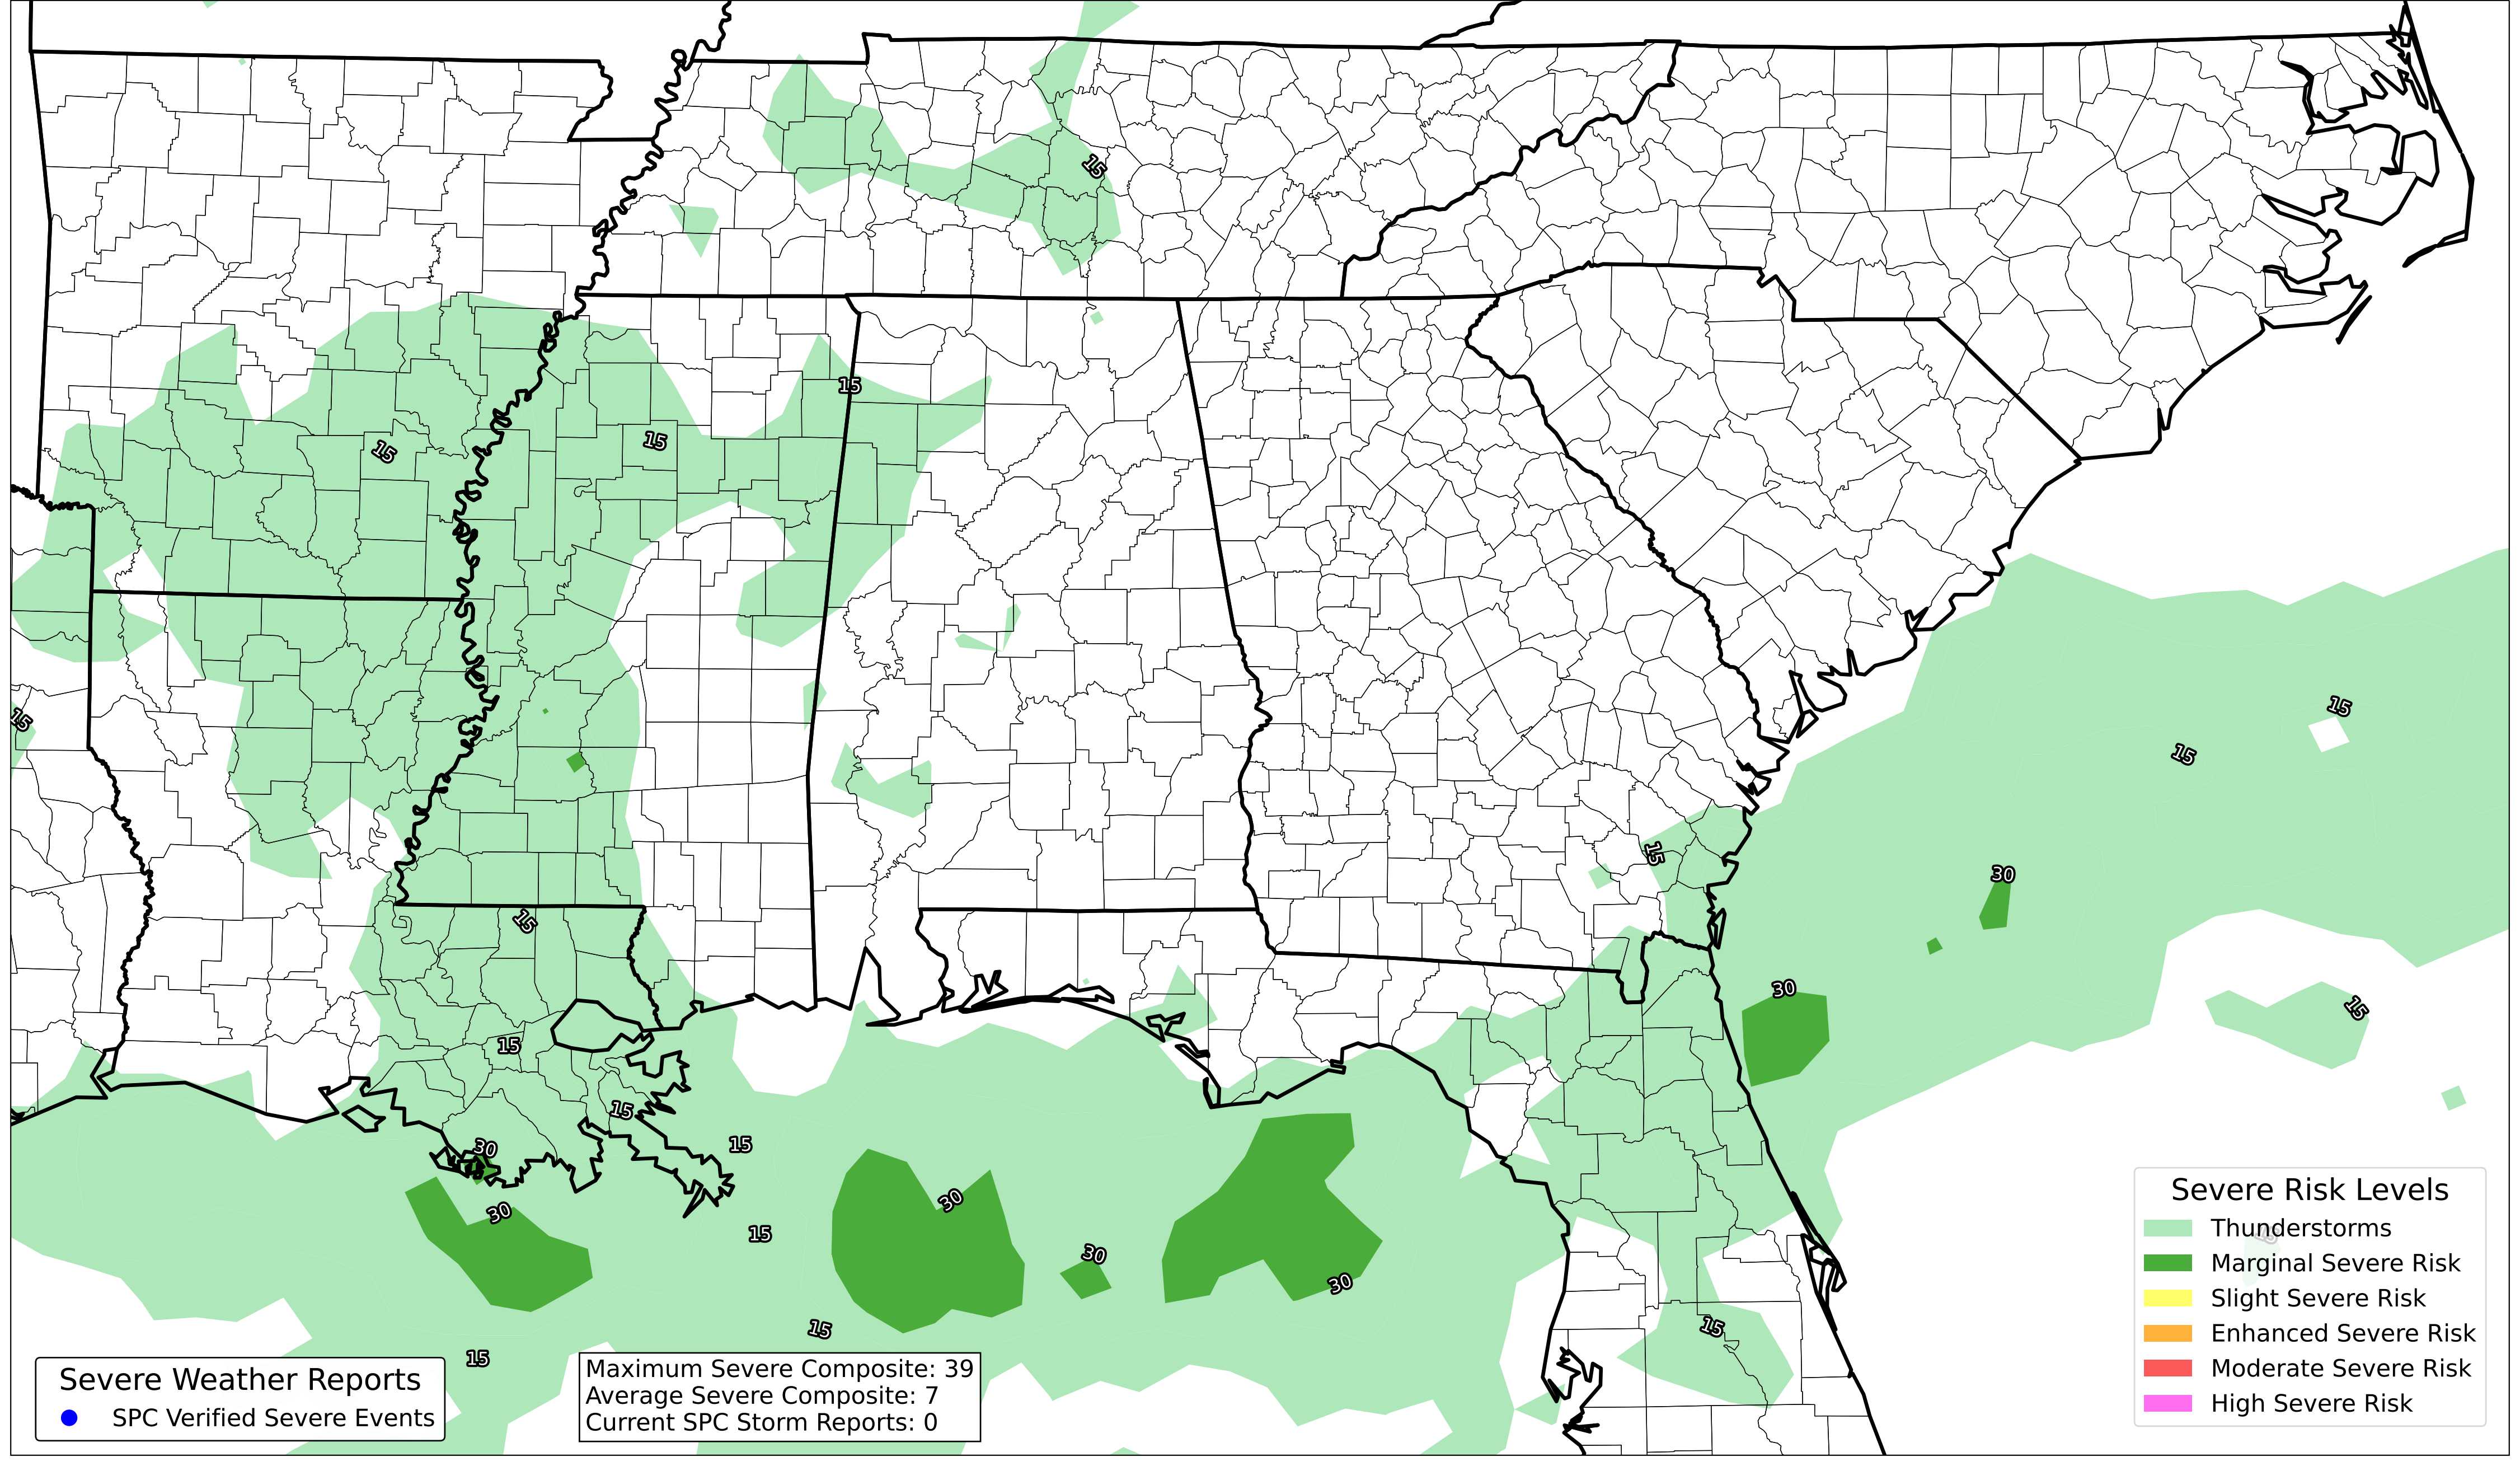 15
15
15
15
15
15
15
15
30
30
15
15
15
15
30
15
30
30
15
30
15
30
30
15
15
15
Severe Weather Reports
SPC Verified Severe Events
Maximum Severe Composite: 39
Average Severe Composite: 7
Current SPC Storm Reports: 0
Severe Risk Levels
Thunderstorms
Marginal Severe Risk
Slight Severe Risk
Enhanced Severe Risk
Moderate Severe Risk
High Severe Risk